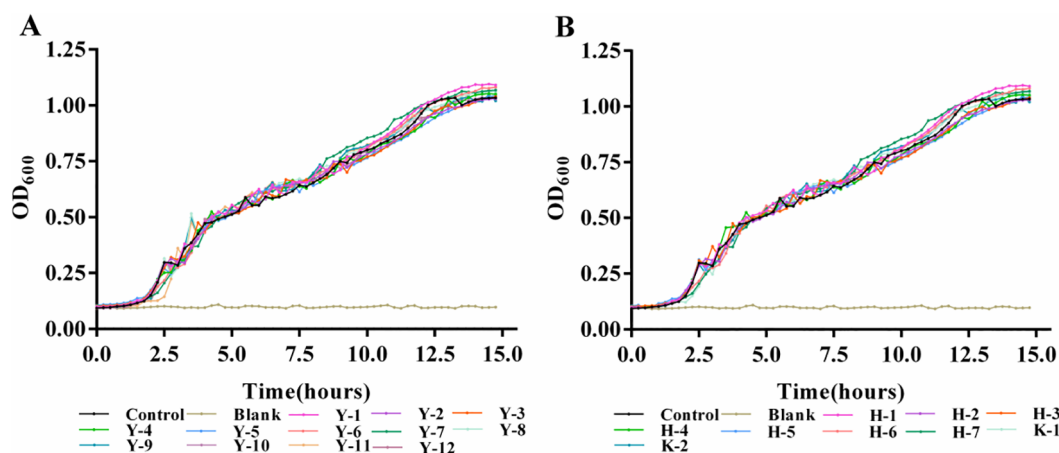 A
OD600
1.25
1.00
0.75
0.50
0.25
0.00
0.0 2.5 5.0 7.5 10.0 12.5 15.0
Time(hours)
Control Blank Y-1 Y-2 Y-3
Y-4 Y-5 Y-6 Y-7 Y-8
Y-9 Y-10 Y-11 Y-12
B
OD600
1.25
1.00
0.75
0.50
0.25
0.00
0.0 2.5 5.0 7.5 10.0 12.5 15.0
Time(hours)
Control Blank H-1 H-2 H-3
H-4 H-5 H-6 H-7 K-1
K-2